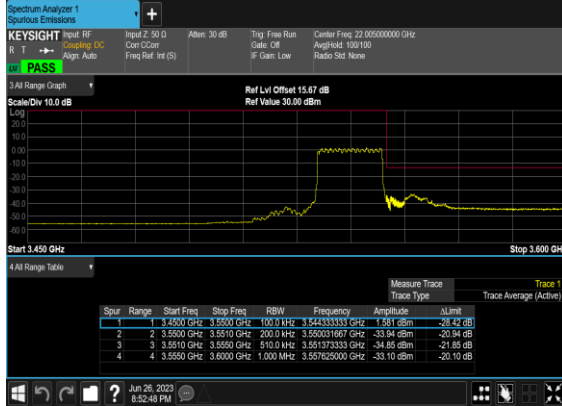 Spectrum Analyzer 1
Spurious Emissions
+
KEYSIGHT Input: RF Input Z: 50 Ω Atten: 30 dB Trig: Free Run Center Freq: 22.005000000 GHz
R T Coupling: DC Corr CCorr Gate: Off Avg|Hold: 100/100
Align: Auto Freq Ref: Int (S) IF Gain: Low Radio Std: None
PASS
3 All Range Graph
Ref Lvl Offset 15.67 dB
Scale/Div 10.0 dB Ref Value 30.00 dBm
Log
20.0
10.0
0.00
-10.0
-20.0
-30.0
-40.0
-50.0
-60.0
Start 3.450 GHz Stop 3.600 GH
4 All Range Table
Measure Trace Trace 1
Trace Type Trace Average (Active)
Spur Range Start Freq Stop Freq RBW Frequency Amplitude ΔLimit
1 1 3.4500 GHz 3.5500 GHz 100.0 kHz 3.544333333 GHz 1.581 dBm -28.42 dB
2 2 3.5500 GHz 3.5510 GHz 200.0 kHz 3.550031667 GHz -33.94 dBm -20.94 dB
3 3 3.5510 GHz 3.5550 GHz 510.0 kHz 3.551373333 GHz -34.85 dBm -21.85 dB
4 4 3.5550 GHz 3.6000 GHz 1.000 MHz 3.557625000 GHz -33.10 dBm -20.10 dB
?
Jun 26, 2023
8:52:48 PM